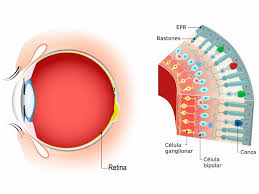 EPR
Bastones
Retina
Célula
ganglionar
Célula
bipolar
Conos